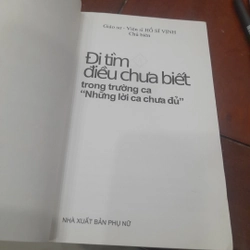 Giáo sư - Viện sĩ HỒ SĨ VỊNH
Chủ biên
Đi tìm
điều chưa biết
trong trường ca
"Những lời ca chưa đủ"
NHÀ XUẤT BẢN PHỤ NỮ